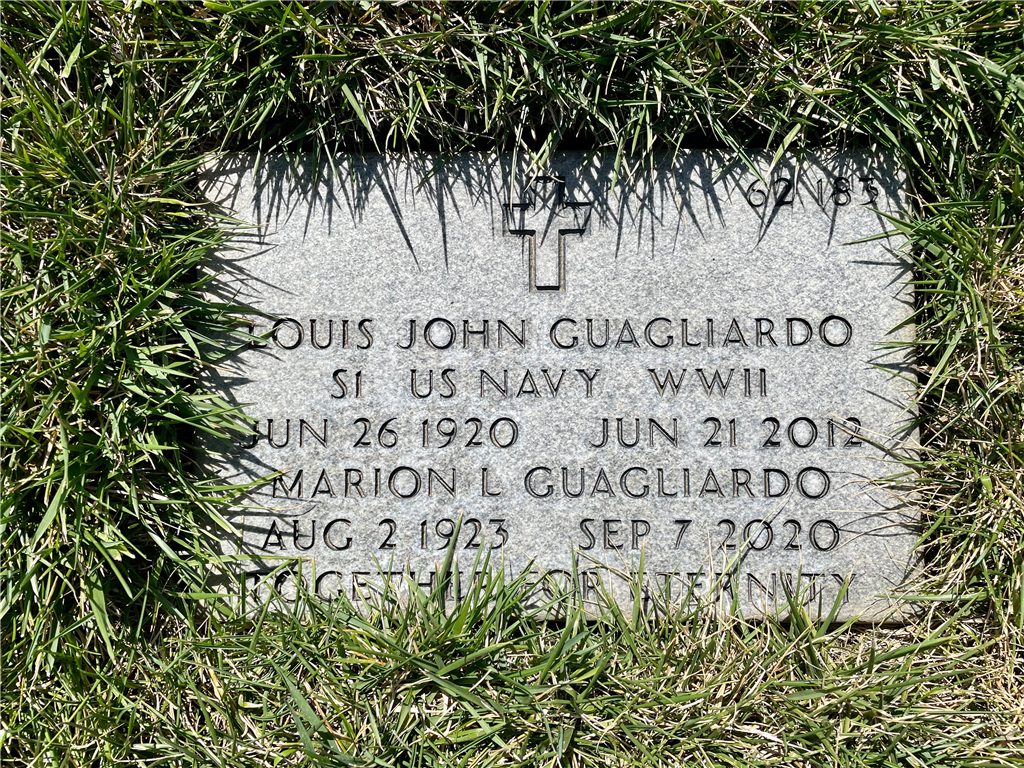 62 183
LOUIS JOHN GUAGLIARDO
S1 US NAVY WWII
JUN 26 1920 JUN 21 2012
MARION L GUAGLIARDO
AUG 2 1923 SEP 7 2020
TOGETHER FOR ETERNITY